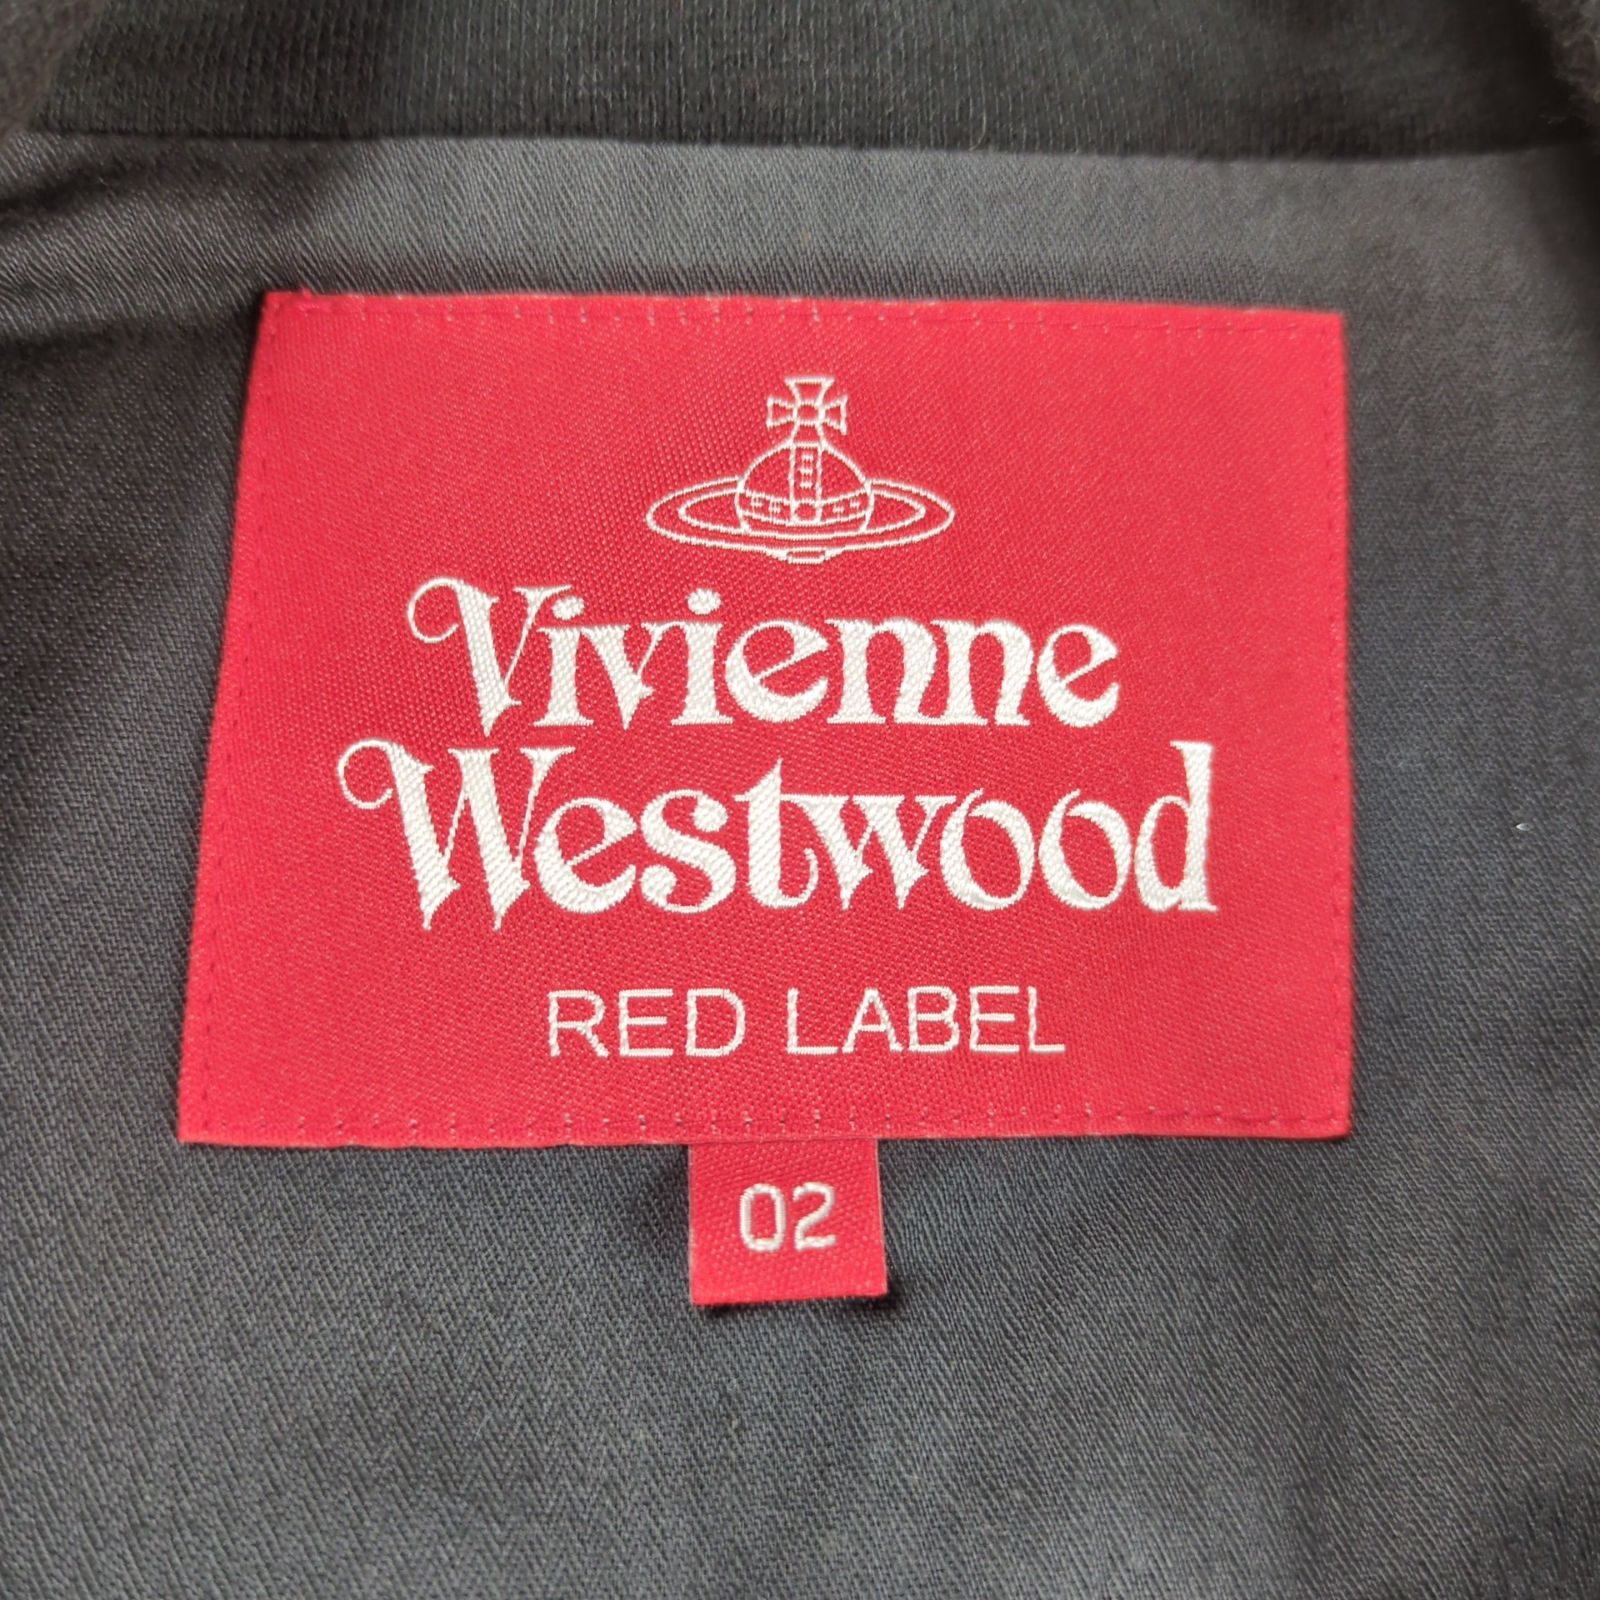 Vivienne
Westwood
RED LABEL
02